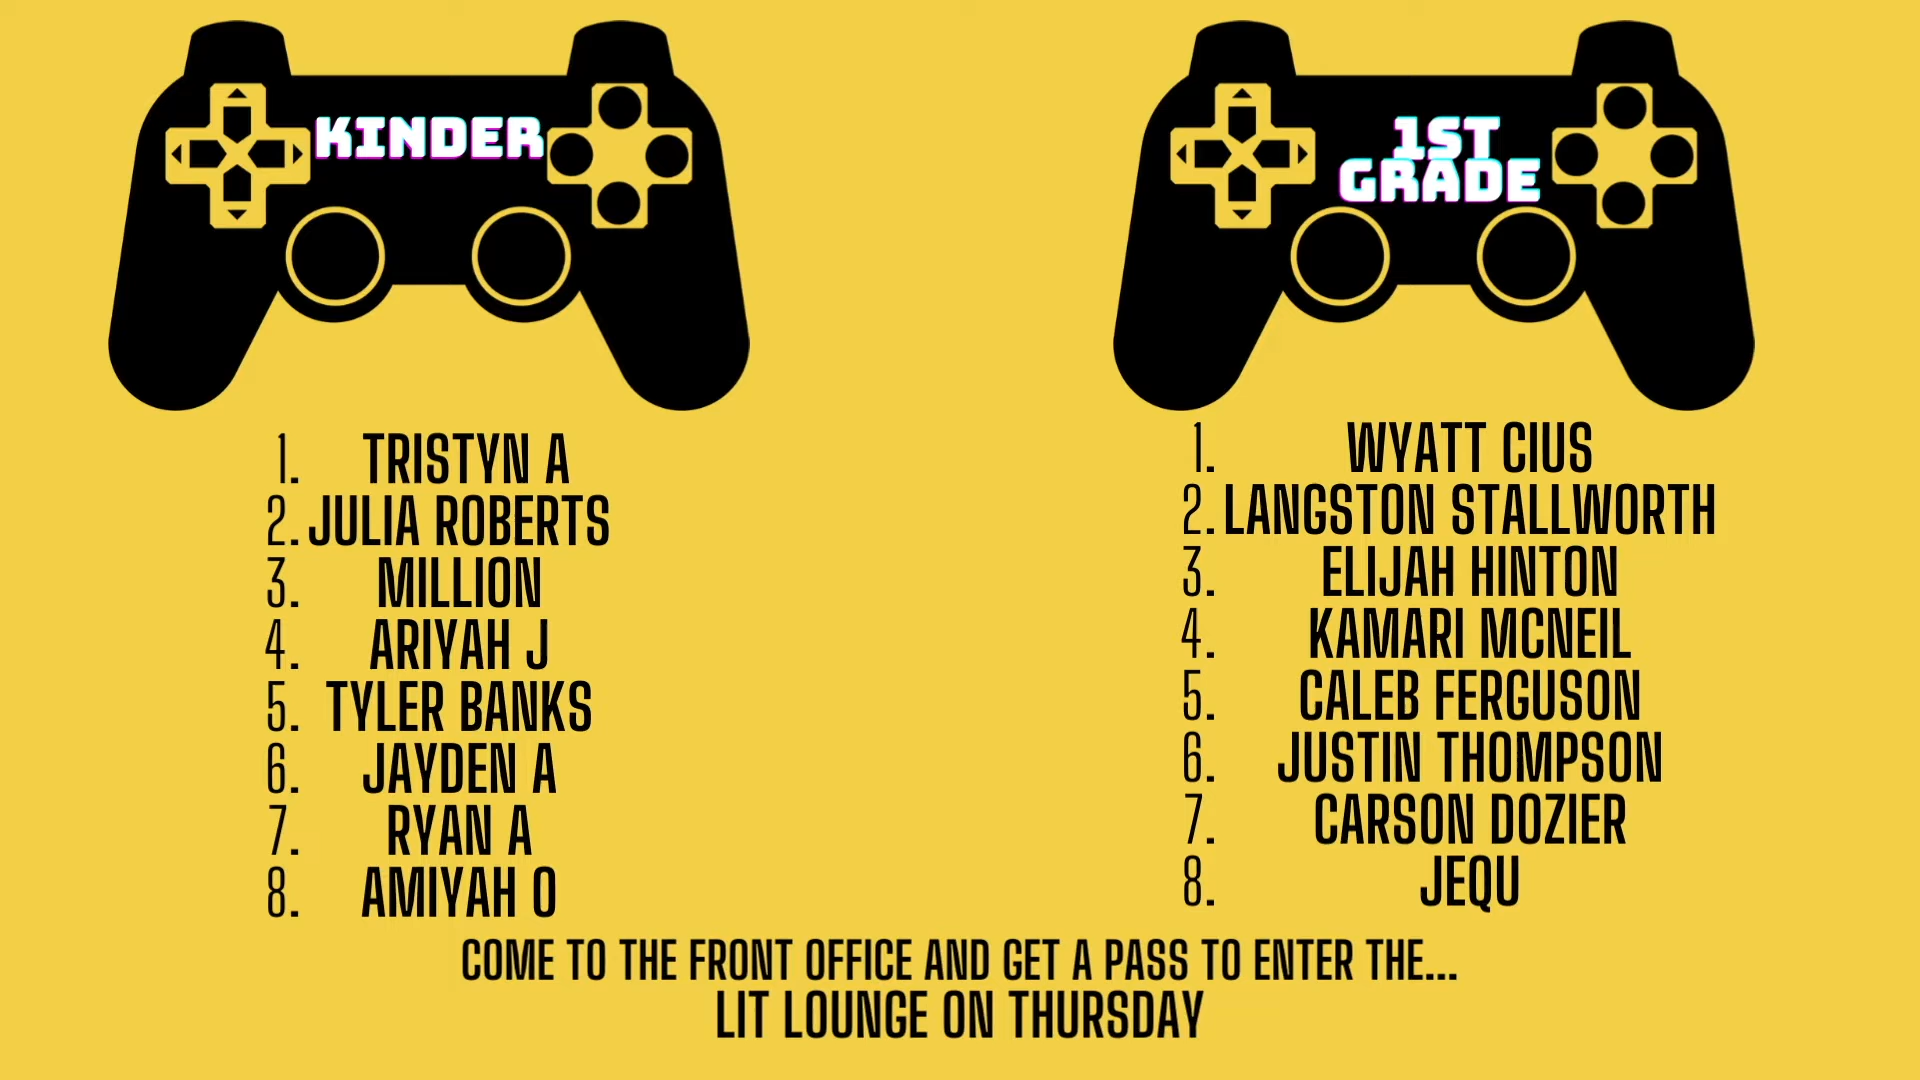 KINDER
1. TRISTYN A
2. JULIA ROBERTS
3. MILLION
4. ARIYAH J
5. TYLER BANKS
6. JAYDEN A
7. RYAN A
8. AMIYAH O
1ST
GRADE
1. WYATT CIUS
2. LANGSTON STALLWORTH
3. ELIJAH HINTON
4. KAMARI MCNEIL
5. CALEB FERGUSON
6. JUSTIN THOMPSON
7. CARSON DOZIER
8. JEQU
COME TO THE FRONT OFFICE AND GET A PASS TO ENTER THE...
LIT LOUNGE ON THURSDAY